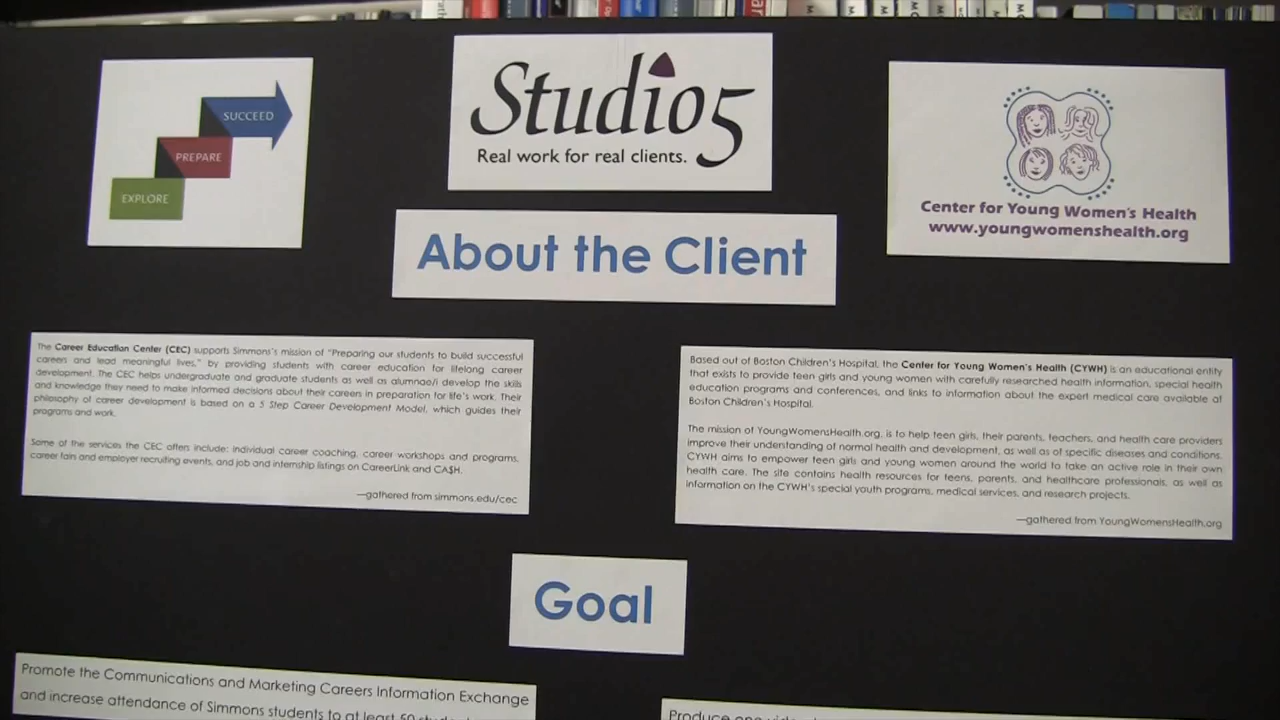 SUCCEED
PREPARE
EXPLORE
Studio5
Real work for real clients.
Center for Young Women's Health
www.youngwomenshealth.org
About the Client
The Career Education Center (CEC) supports Simmons's mission of "Preparing our students to build successful
careers and lead meaningful lives," by providing students with career education for lifelong career
development. The CEC helps undergraduate and graduate students as well as alumnae/i develop the skills
and knowledge they need to make informed decisions about their careers in preparation for life's work. Their
philosophy of career development is based on a 5 Step Career Development Model, which guides their
programs and work.
Some of the services the CEC offers include: individual career coaching, career workshops and programs,
career fairs and employer recruiting events, and job and internship listings on CareerLink and CA$H.
—gathered from simmons.edu/cec
Based out of Boston Children's Hospital, the Center for Young Women's Health (CYWH) is an educational entity
that exists to provide teen girls and young women with carefully researched health information, special health
education programs and conferences, and links to information about the expert medical care available at
Boston Children's Hospital.
The mission of YoungWomensHealth.org, is to help teen girls, their parents, teachers, and health care providers
improve their understanding of normal health and development, as well as of specific diseases and conditions.
CYWH aims to empower teen girls and young women around the world to take an active role in their own
health care. The site contains health resources for teens, parents, and healthcare professionals, as well as
information on the CYWH's special youth programs, medical services, and research projects.
—gathered from YoungWomensHealth.org
Goal
Promote the Communications and Marketing Careers Information Exchange
and increase attendance of Simmons students to at least 50
Produce one